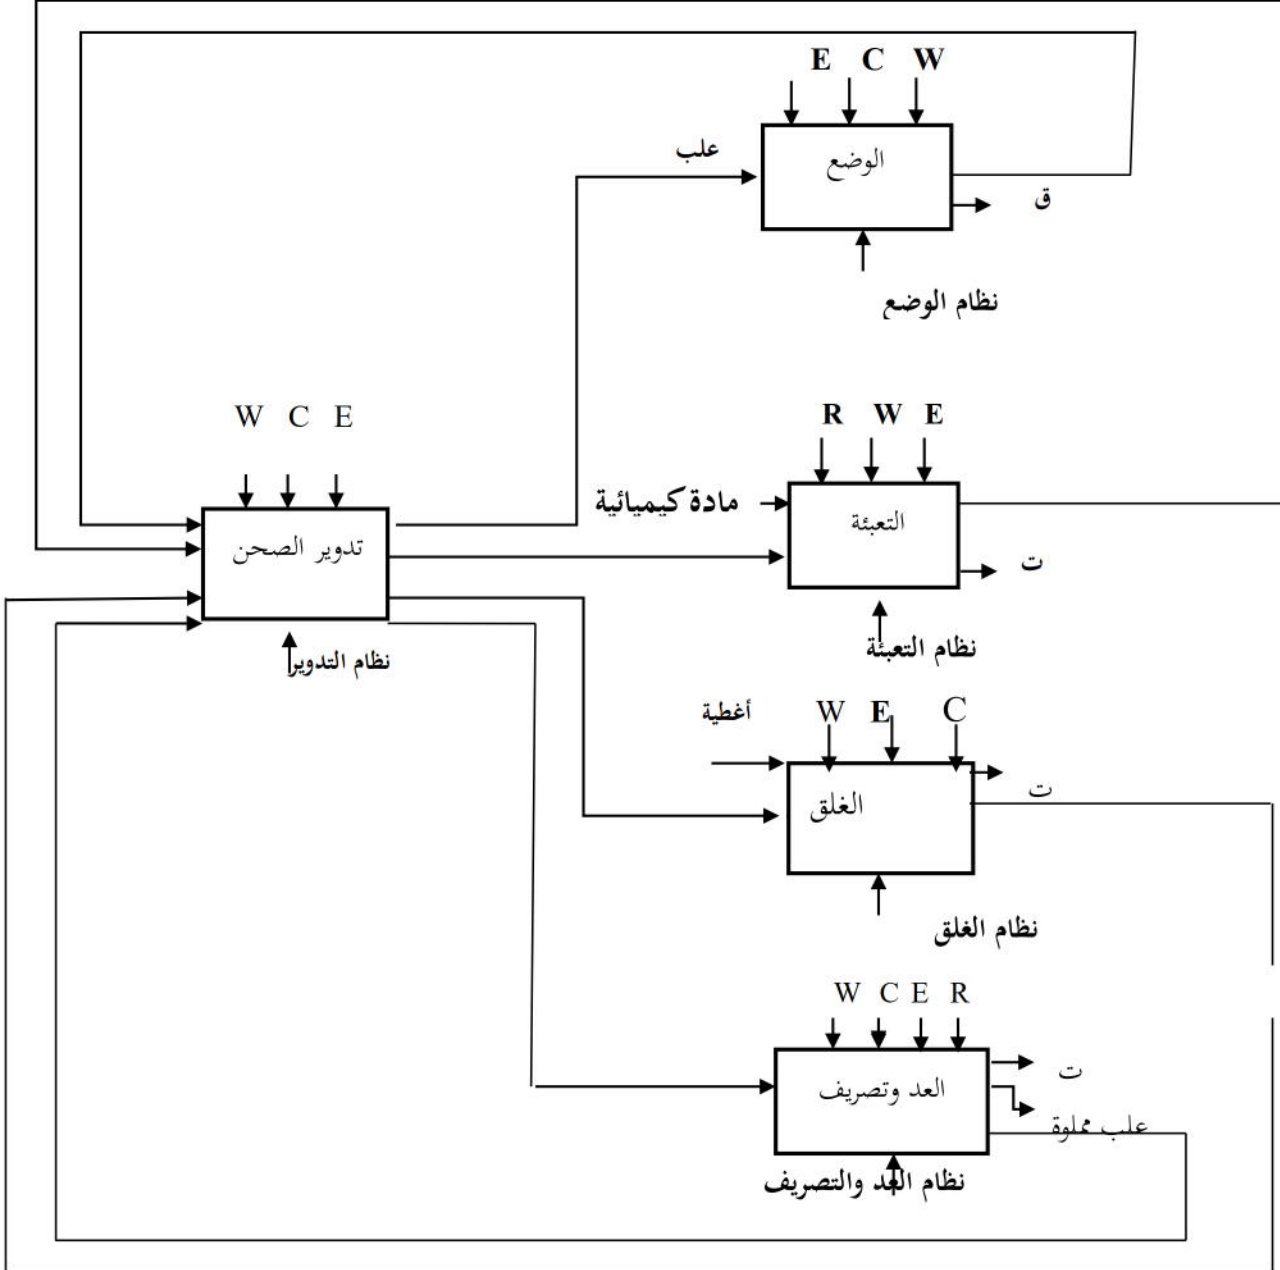 E C W
علب
الوضع
ق
نظام الوضع
W C E
R W E
مادة كيميائية
التعبئة
تدوير الصحن
ت
نظام التعبئة
نظام التدوير
أغطية
W E C
ت
الغلق
نظام الغلق
W C E R
ت
العد وتصريف
علب مملوة
نظام العد والتصريف